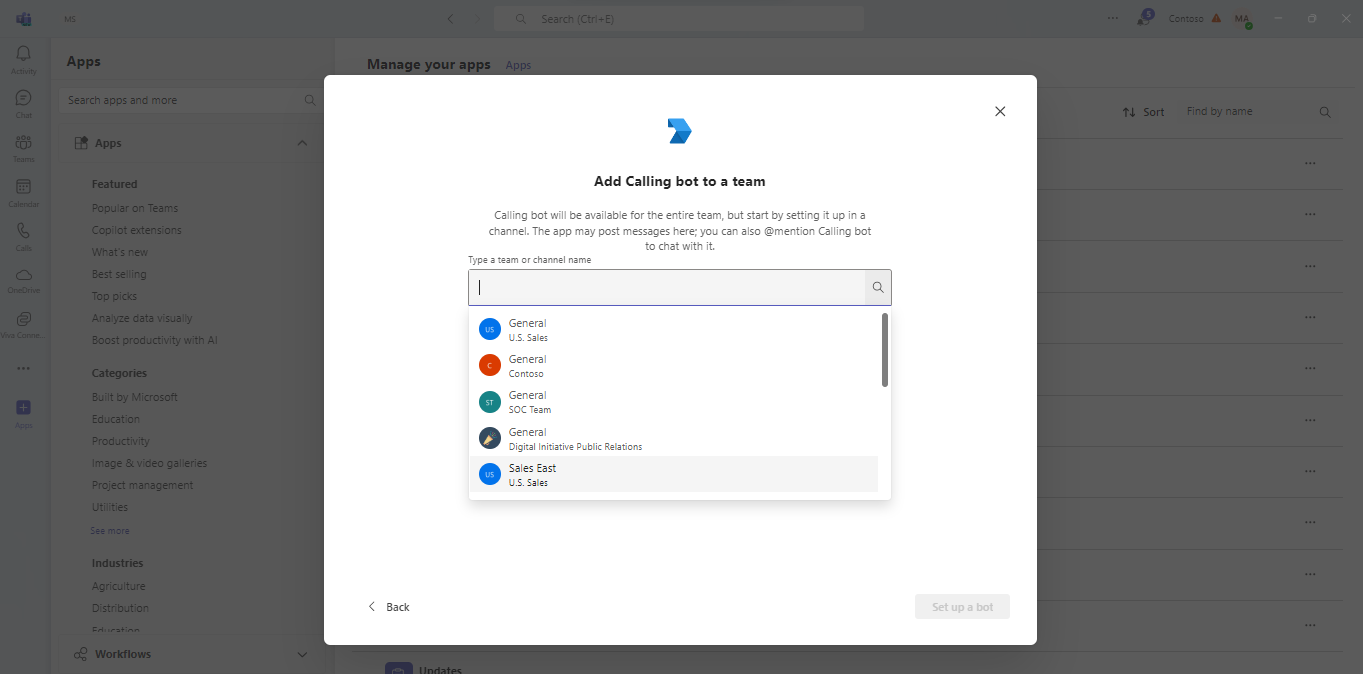 MS
Search (Ctrl+E)
5
Contoso
MA
Activity
Chat
Teams
Calendar
Calls
OneDrive
Viva Conne...
Apps
Apps
Search apps and more
Apps
Featured
Popular on Teams
Copilot extensions
What's new
Best selling
Top picks
Analyze data visually
Boost productivity with AI
Categories
Built by Microsoft
Education
Productivity
Image & video galleries
Project management
Utilities
See more
Industries
Agriculture
Distribution
Education
Workflows
Manage your apps
Apps
Sort
Find by name
Add Calling bot to a team
Calling bot will be available for the entire team, but start by setting it up in a
channel. The app may post messages here; you can also @mention Calling bot
to chat with it.
Type a team or channel name
US
General
U.S. Sales
C
General
Contoso
ST
General
SOC Team
General
Digital Initiative Public Relations
US
Sales East
U.S. Sales
Back
Set up a bot
Updates